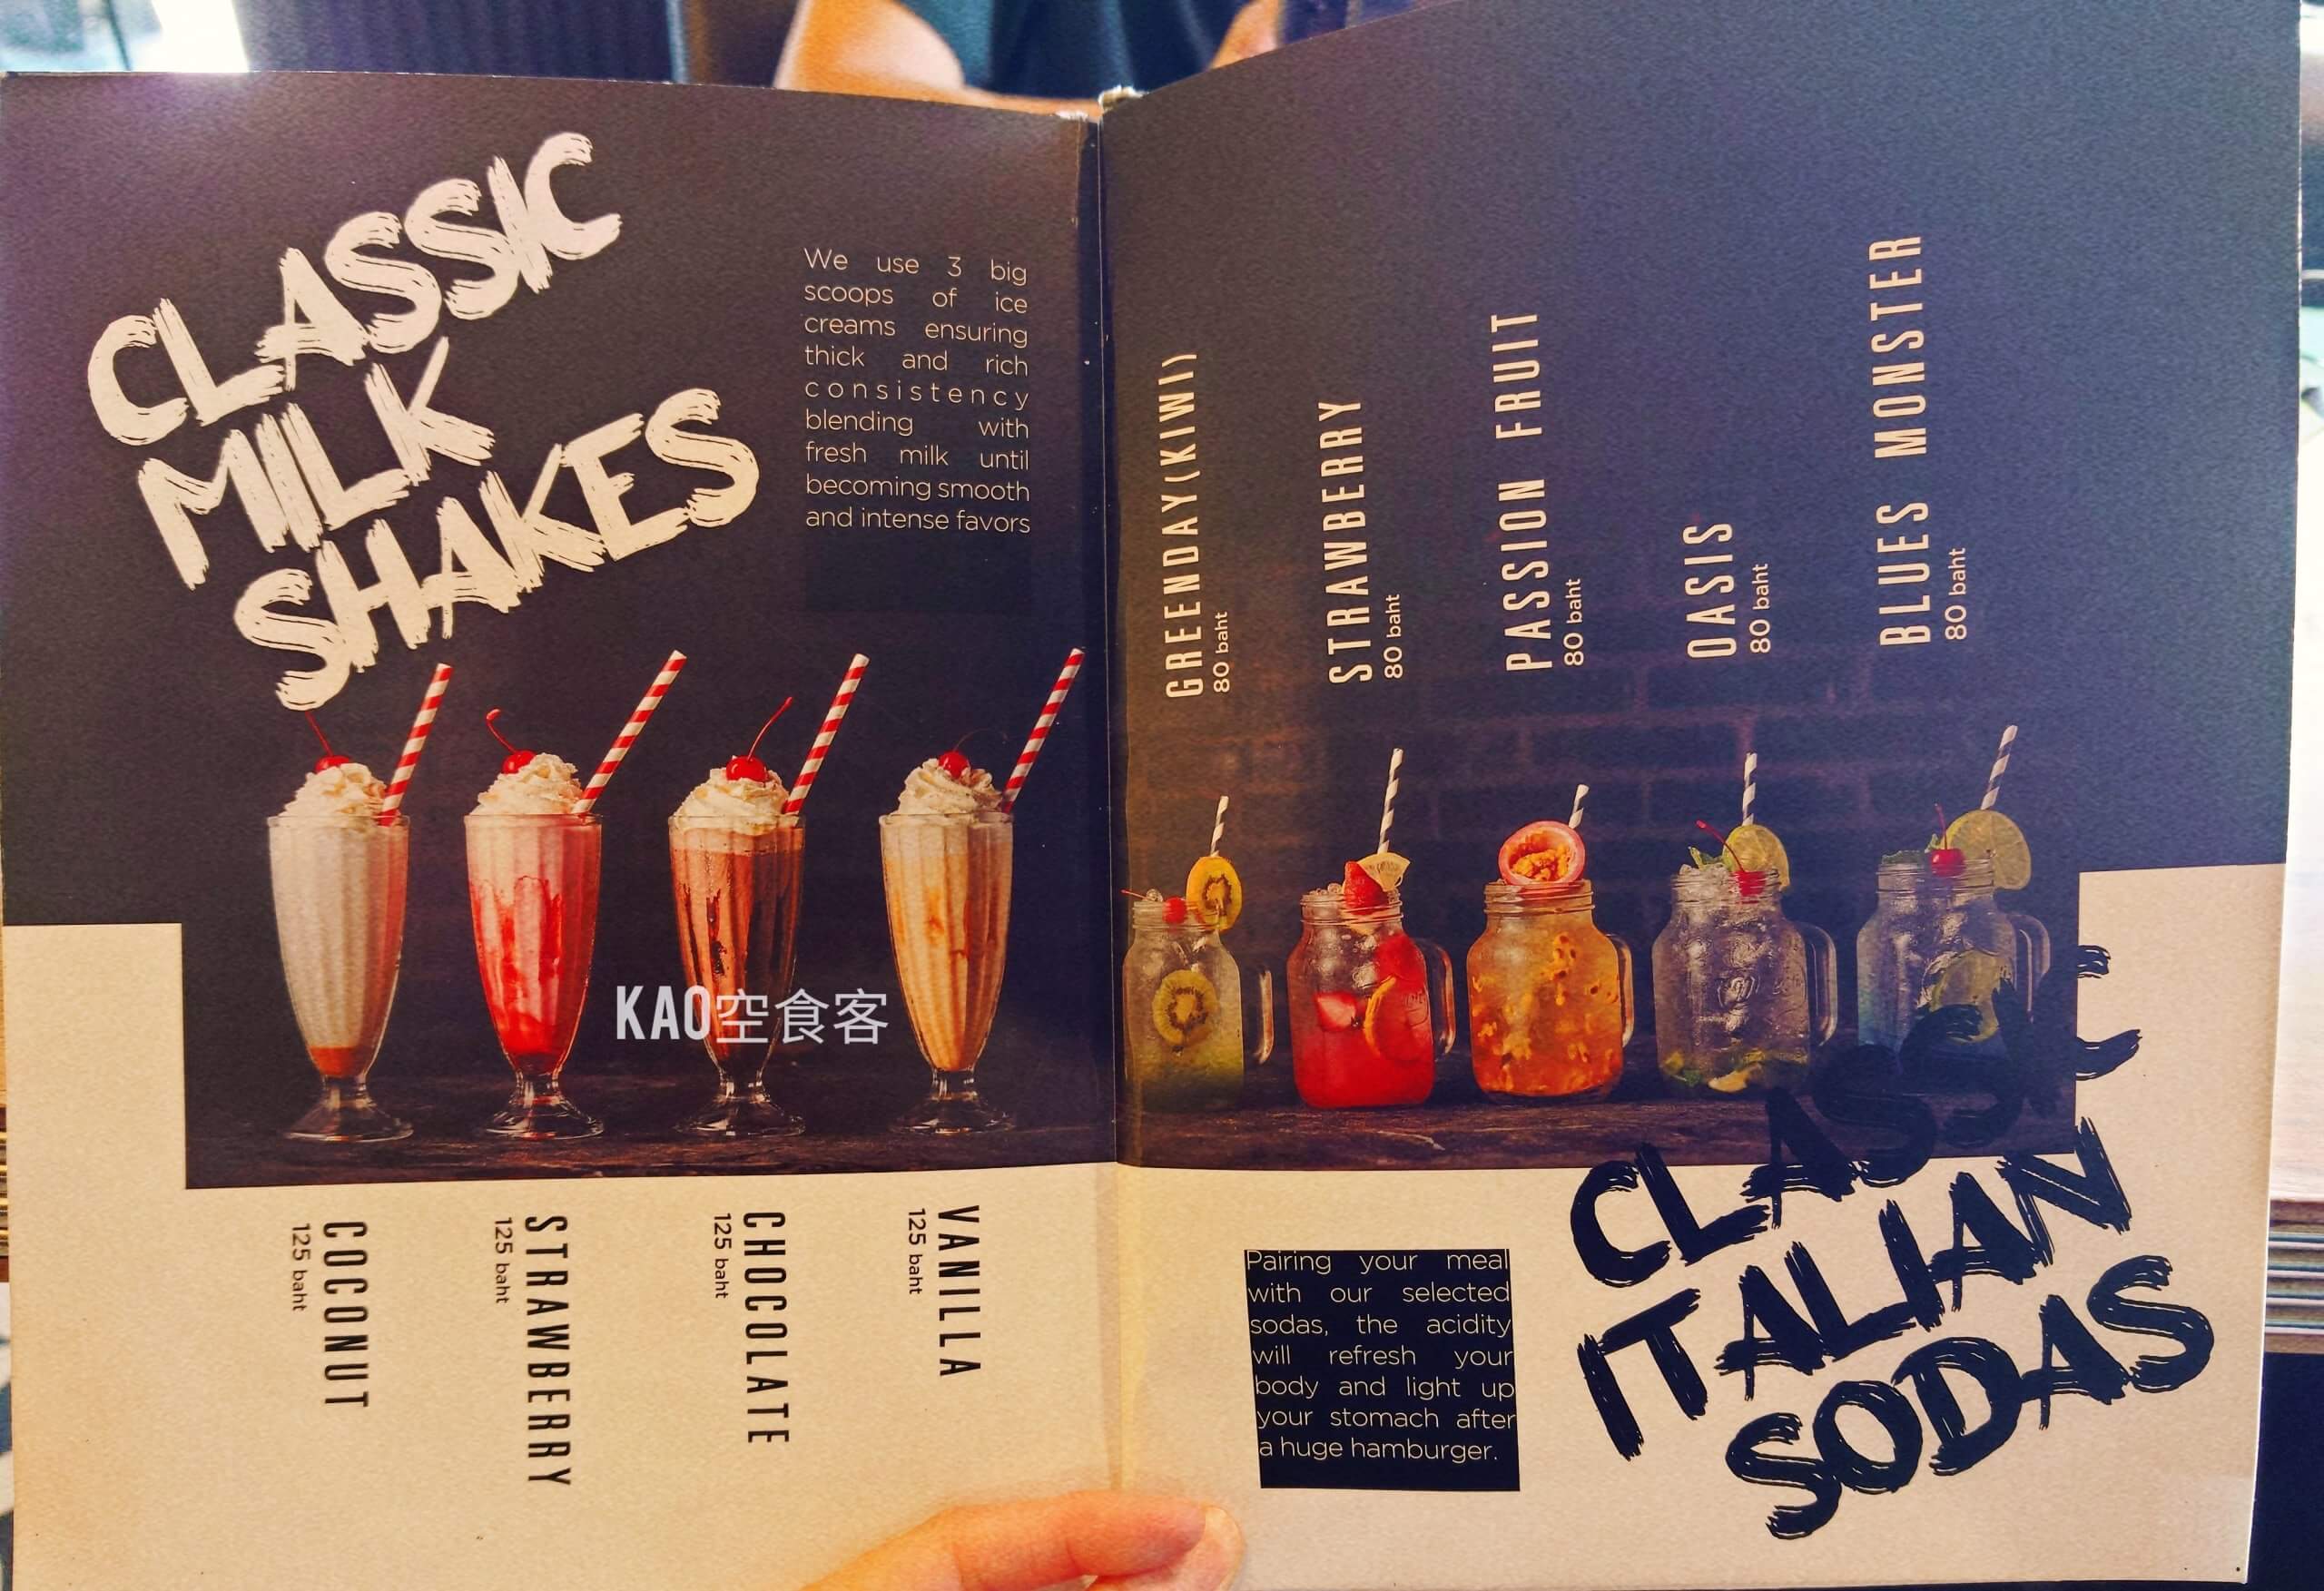 CLASSIC
MILK
SHAKES
We use 3 big
scoops of ice
creams ensuring
thick and rich
consistency
blending with
fresh milk until
becoming smooth
and intense favors
COCONUT
125 baht
STRAWBERRY
125 baht
CHOCOLATE
125 baht
VANILLA
125 baht
KAO空食客
GREENDAY(KIWI)
80 baht
STRAWBERRY
80 baht
PASSION FRUIT
80 baht
OASIS
80 baht
BLUES MONSTER
80 baht
Pairing your meal
with our selected
sodas, the acidity
will refresh your
body and light up
your stomach after
a huge hamburger.
CLASSIC
ITALIAN
SODAS